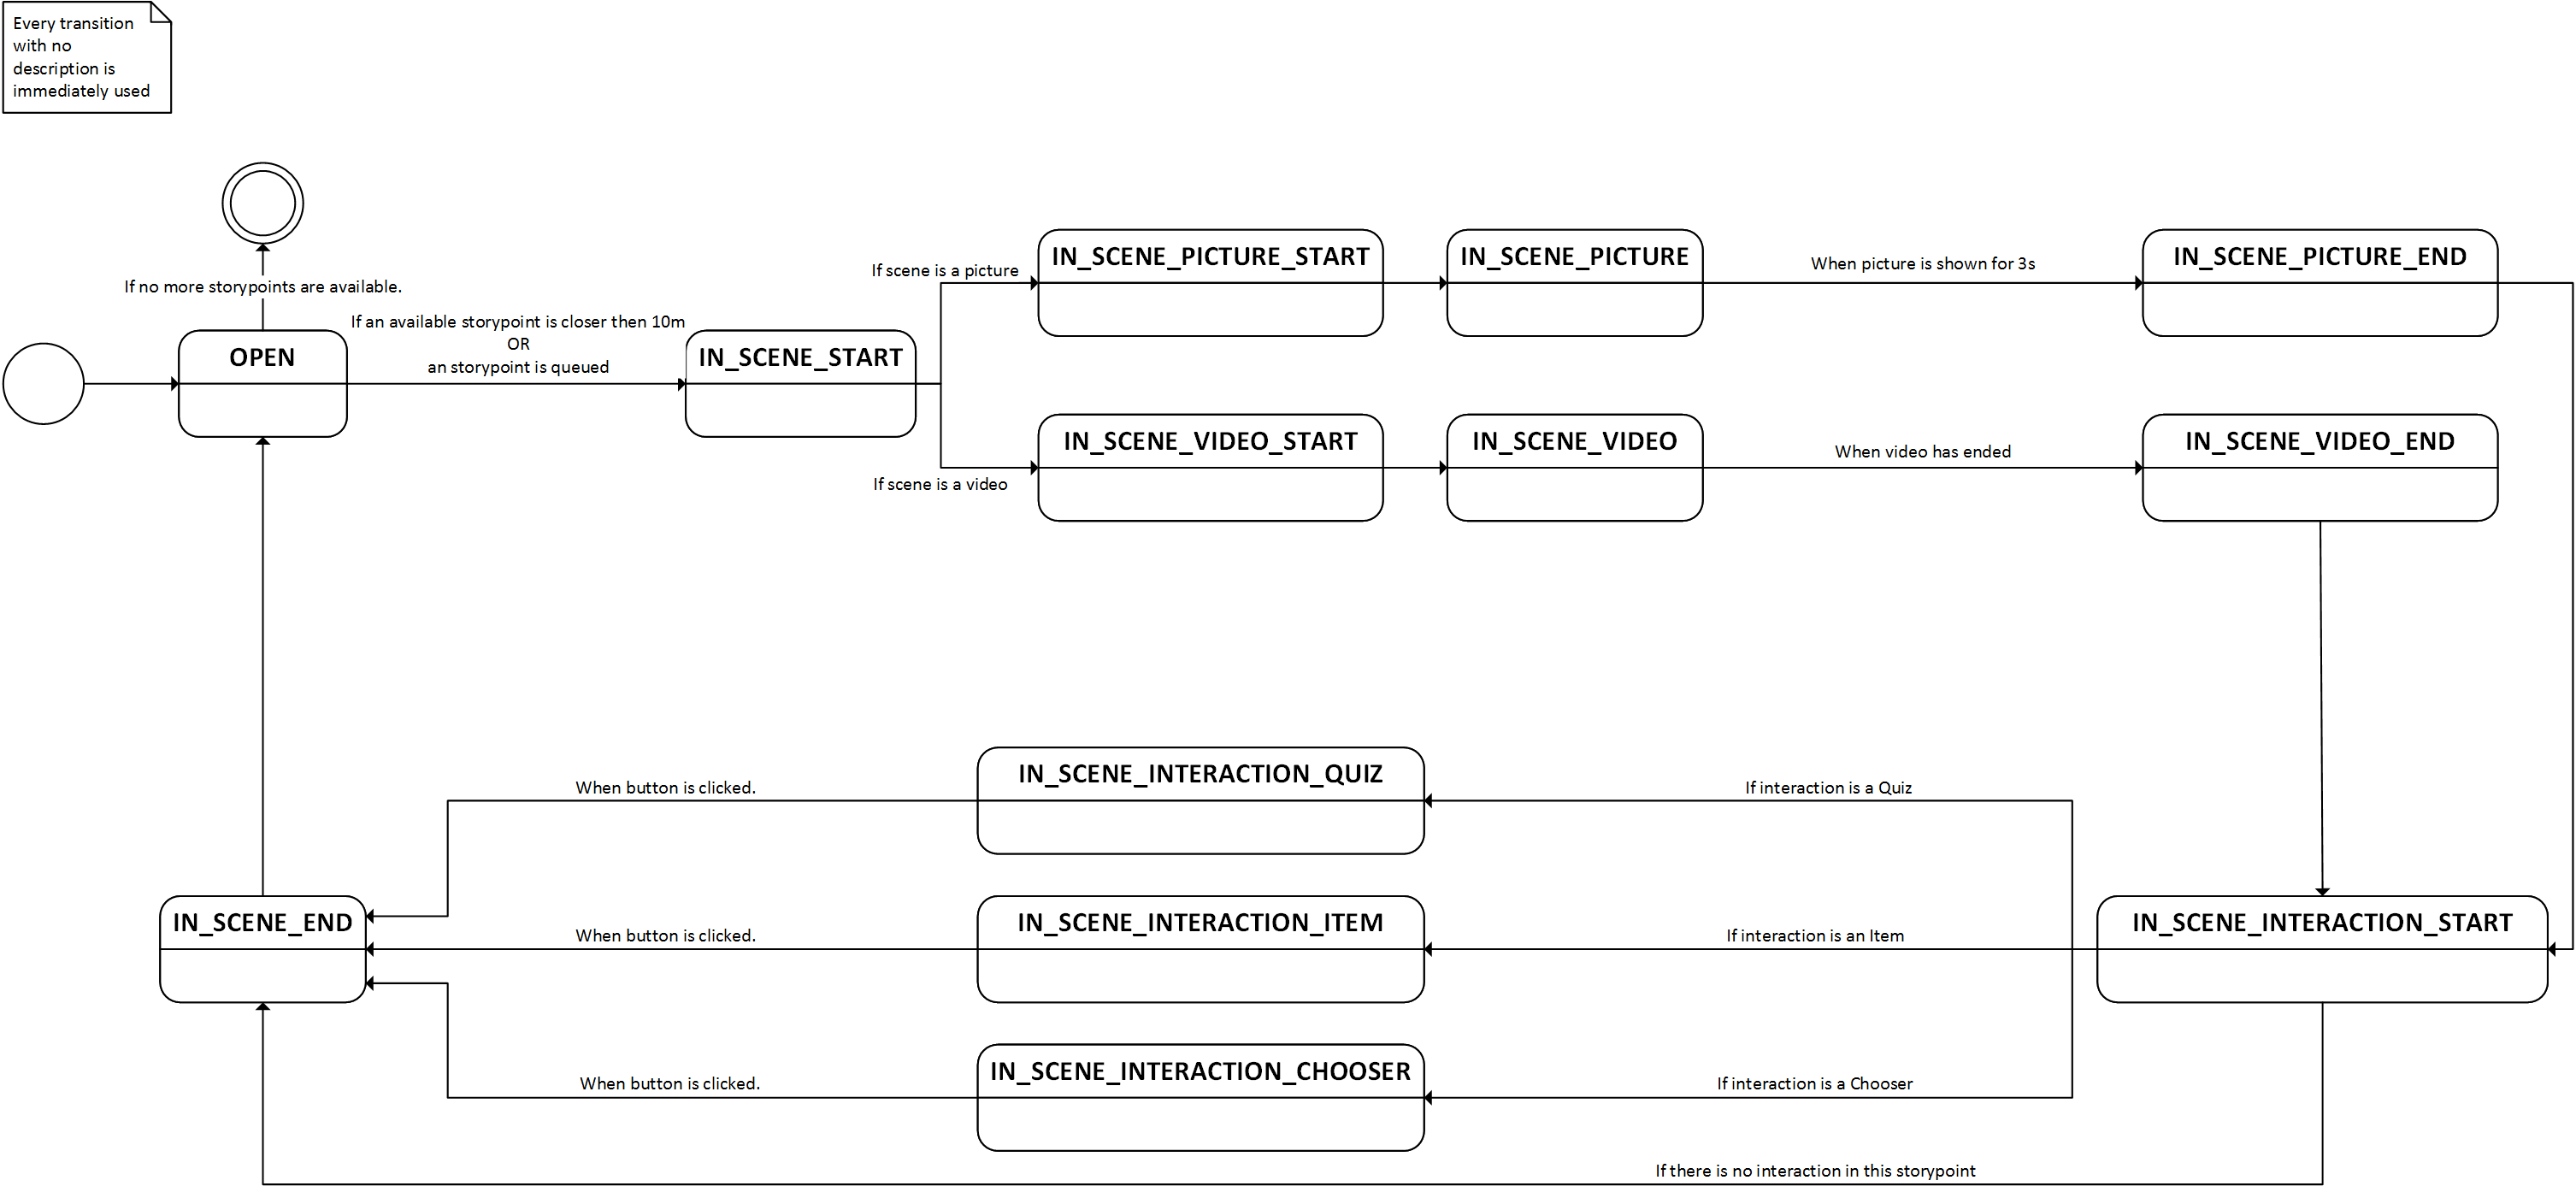 Every transition
with no
description is
immediately used
If no more storypoints are available.
OPEN
If an available storypoint is closer then 10m
OR
an storypoint is queued
IN_SCENE_START
If scene is a picture
IN_SCENE_PICTURE_START
IN_SCENE_PICTURE
When picture is shown for 3s
IN_SCENE_PICTURE_END
If scene is a video
IN_SCENE_VIDEO_START
IN_SCENE_VIDEO
When video has ended
IN_SCENE_VIDEO_END
When button is clicked.
IN_SCENE_INTERACTION_QUIZ
If interaction is a Quiz
IN_SCENE_END
When button is clicked.
IN_SCENE_INTERACTION_ITEM
If interaction is an Item
IN_SCENE_INTERACTION_START
When button is clicked.
IN_SCENE_INTERACTION_CHOOSER
If interaction is a Chooser
If there is no interaction in this storypoint